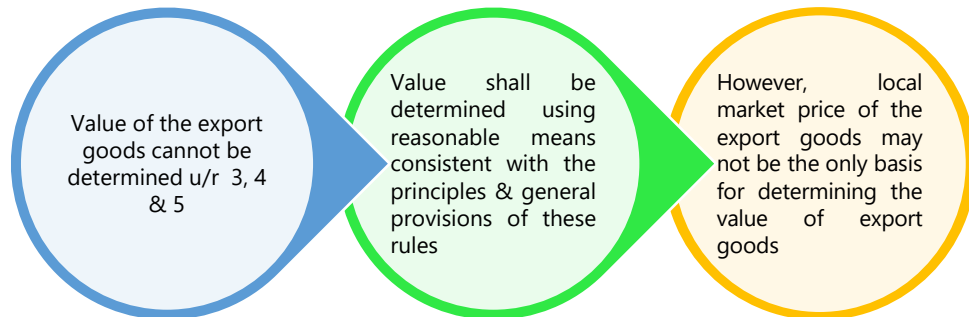 Value of the export
goods cannot be
determined u/r 3, 4
& 5
Value shall be
determined using
reasonable means
consistent with the
principles & general
provisions of these
rules
However, local
market price of the
export goods may
not be the only basis
for determining the
value of export
goods